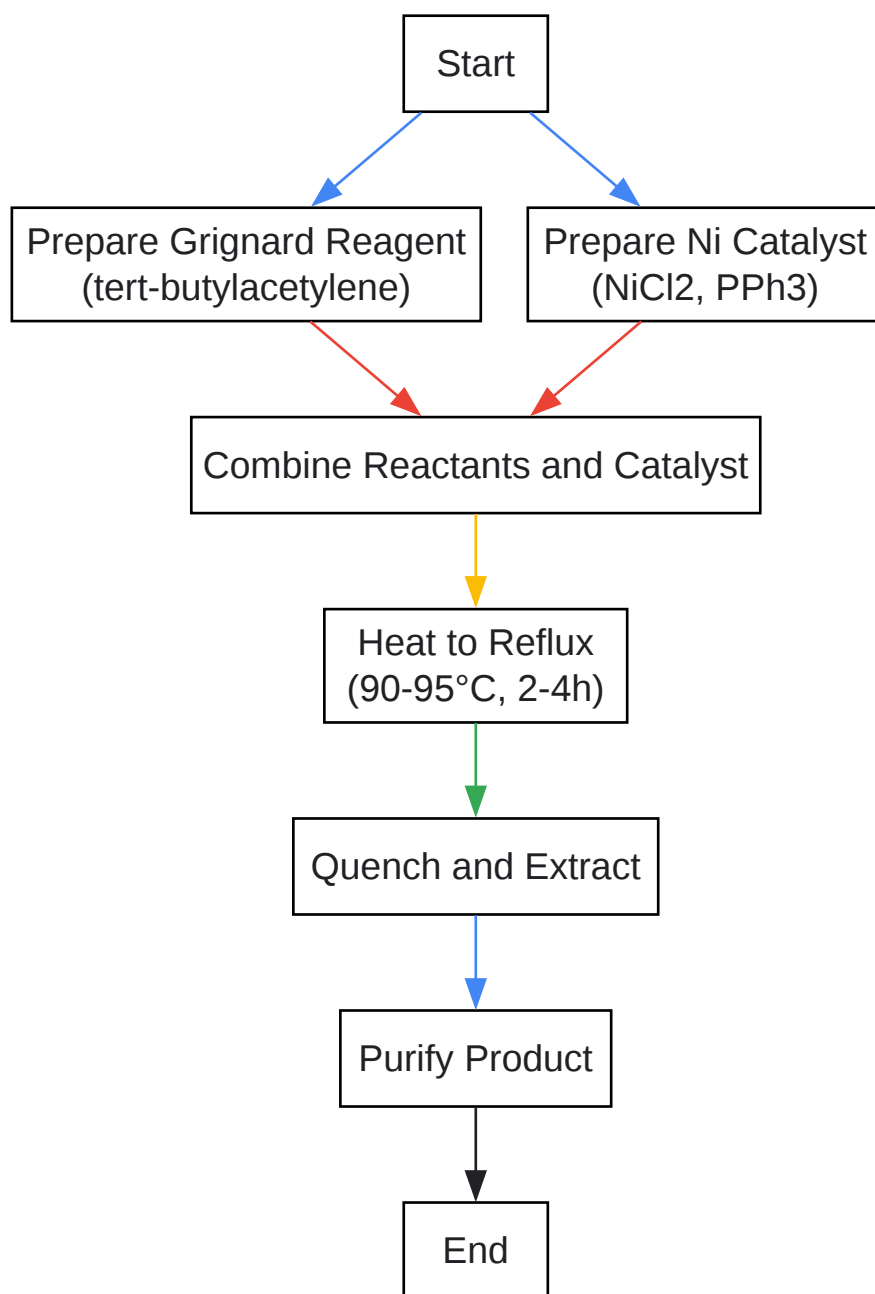 Start
Prepare Grignard Reagent
(tert-butylacetylene)
Prepare Ni Catalyst
(NiCl2, PPh3)
Combine Reactants and Catalyst
Heat to Reflux
(90-95°C, 2-4h)
Quench and Extract
Purify Product
End